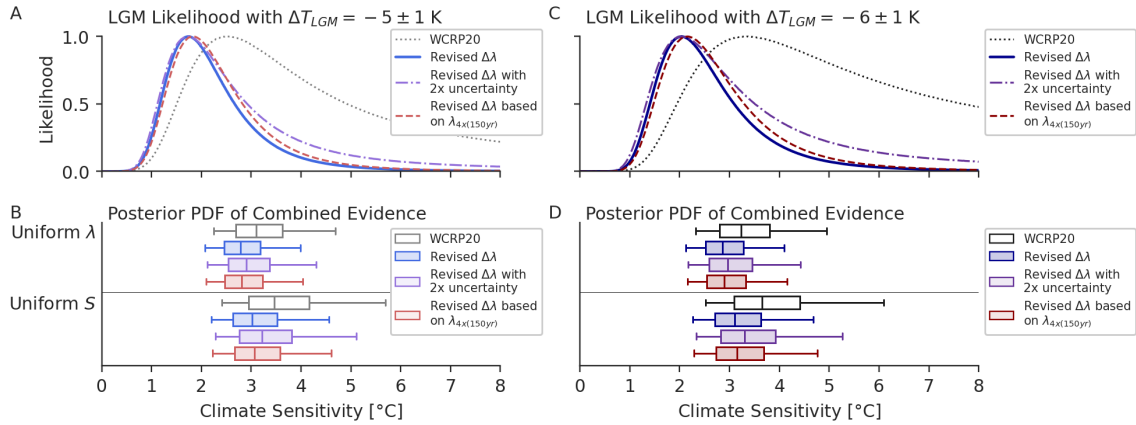 A
LGM Likelihood with ΔT_LGM = −5 ± 1 K
1.0
0.5
0.0
Likelihood
WCRP20
Revised Δλ
Revised Δλ with
2x uncertainty
Revised Δλ based
on λ_4x(150yr)
C
LGM Likelihood with ΔT_LGM = −6 ± 1 K
WCRP20
Revised Δλ
Revised Δλ with
2x uncertainty
Revised Δλ based
on λ_4x(150yr)
B
Posterior PDF of Combined Evidence
Uniform λ
Uniform S
WCRP20
Revised Δλ
Revised Δλ with
2x uncertainty
Revised Δλ based
on λ_4x(150yr)
0 1 2 3 4 5 6 7 8
Climate Sensitivity [°C]
D
Posterior PDF of Combined Evidence
WCRP20
Revised Δλ
Revised Δλ with
2x uncertainty
Revised Δλ based
on λ_4x(150yr)
0 1 2 3 4 5 6 7 8
Climate Sensitivity [°C]